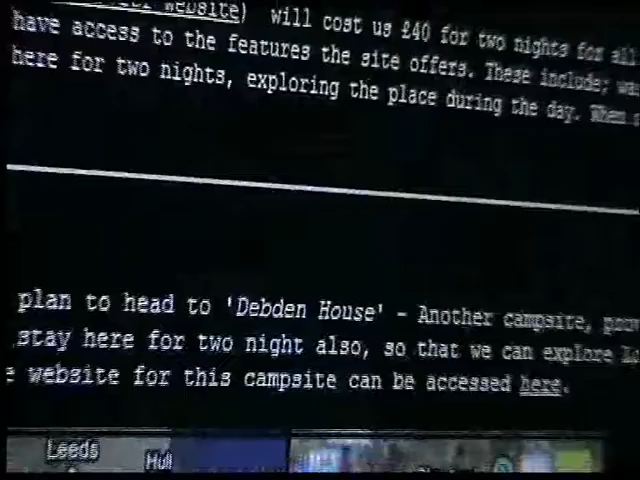 website) will cost us £40 for two nights for all
have access to the features the site offers. These include; was
here for two nights, exploring the place during the day. When s
plan to head to 'Debden House' - Another campsite,
stay here for two night also, so that we can explore
website for this campsite can be accessed here.
Leeds
Hull